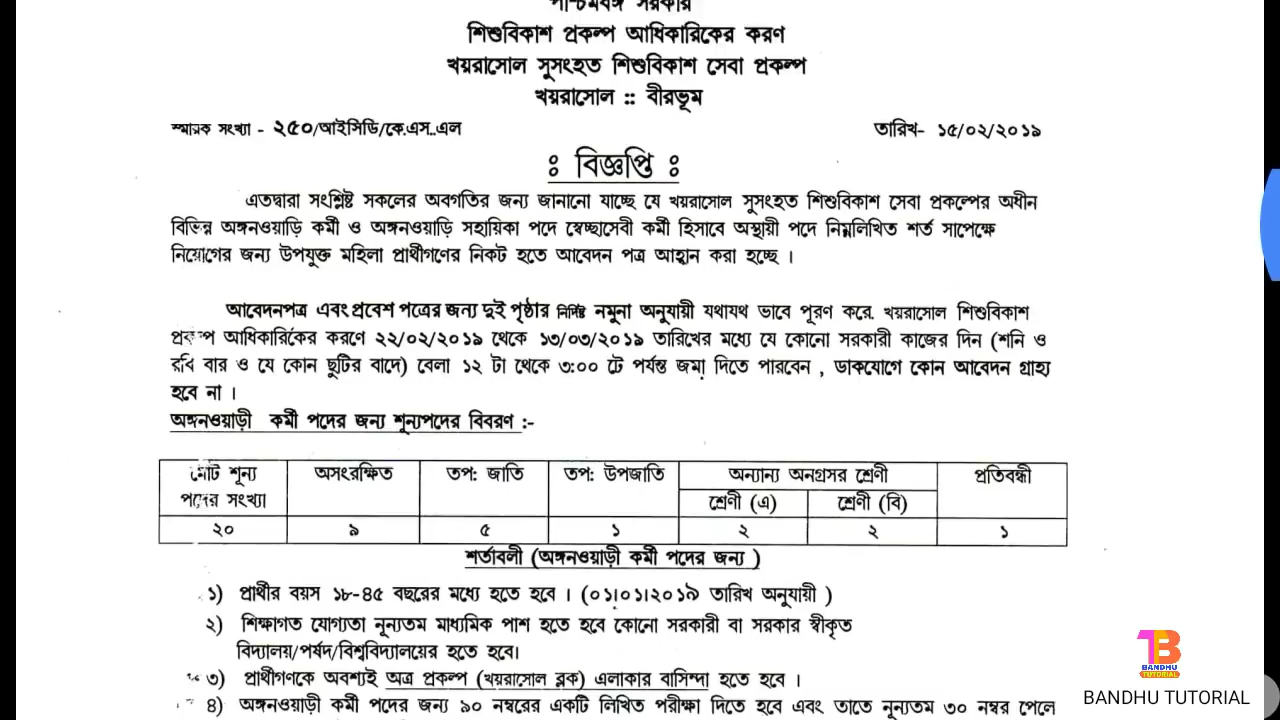 পশ্চিমবঙ্গ সরকার
শিশুবিকাশ প্রকল্প আধিকারিকের করণ
খয়রাসোল সুসংহত শিশুবিকাশ সেবা প্রকল্প
খয়রাসোল :: বীরভূম
স্মারক সংখ্যা - ২৫০/আইসিডি/কে.এস..এল তারিখ- ১৫/০২/২০১৯
ঃ বিজ্ঞপ্তি ঃ
এতদ্বারা সংশ্লিষ্ট সকলের অবগতির জন্য জানানো যাচ্ছে যে খয়রাসোল সুসংহত শিশুবিকাশ সেবা প্রকল্পের অধীন
বিভিন্ন অঙ্গনওয়াড়ি কর্মী ও অঙ্গনওয়াড়ি সহায়িকা পদে স্বেচ্ছাসেবী কর্মী হিসাবে অস্থায়ী পদে নিম্নলিখিত শর্ত সাপেক্ষে
নিয়োগের জন্য উপযুক্ত মহিলা প্রার্থীগণের নিকট হতে আবেদন পত্র আহ্বান করা হচ্ছে ।
আবেদনপত্র এবং প্রবেশ পত্রের জন্য দুই পৃষ্ঠার নির্দিষ্ট নমুনা অনুযায়ী যথাযথ ভাবে পূরণ করে. খয়রাসোল শিশুবিকাশ
প্রকল্প আধিকারিকের করণে ২২/০২/২০১৯ থেকে ১৩/০৩/২০১৯ তারিখের মধ্যে যে কোনো সরকারী কাজের দিন (শনি ও
রবি বার ও যে কোন ছুটির বাদে) বেলা ১২ টা থেকে ৩:০০ টে পর্যন্ত জমা দিতে পারবেন , ডাকযোগে কোন আবেদন গ্রাহ্য
হবে না ।
অঙ্গনওয়াড়ী কর্মী পদের জন্য শূন্যপদের বিবরণ :-
মোট শূন্য অসংরক্ষিত তপ: জাতি তপ: উপজাতি অন্যান্য অনগ্রসর শ্রেণী প্রতিবন্ধী
পদের সংখ্যা শ্রেণী (এ) শ্রেণী (বি)
২০ ৯ ৫ ১ ২ ২ ১
শর্তাবলী (অঙ্গনওয়াড়ী কর্মী পদের জন্য )
১) প্রার্থীর বয়স ১৮-৪৫ বছরের মধ্যে হতে হবে । (০১|০১|২০১৯ তারিখ অনুযায়ী )
২) শিক্ষাগত যোগ্যতা নূন্যতম মাধ্যমিক পাশ হতে হবে কোনো সরকারী বা সরকার স্বীকৃত
বিদ্যালয়/পর্ষদ/বিশ্ববিদ্যালয়ের হতে হবে।
৩) প্রার্থীগণকে অবশ্যই অত্র প্রকল্প (খয়রাসোল ব্লক) এলাকার বাসিন্দা হতে হবে ।
৪) অঙ্গনওয়াড়ী কর্মী পদের জন্য ৯০ নম্বরের একটি লিখিত পরীক্ষা দিতে হবে এবং তাতে নূন্যতম ৩০ নম্বর পেলে
TB
BANDHU
TUTORIAL
BANDHU TUTORIAL